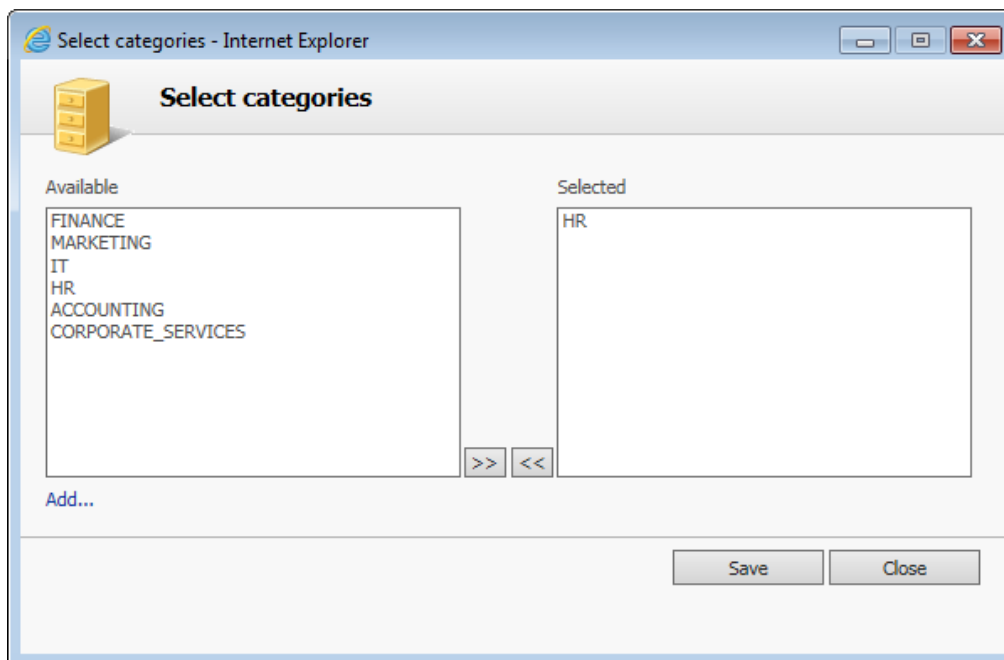 Select categories - Internet Explorer
Select categories
Available
FINANCE
MARKETING
IT
HR
ACCOUNTING
CORPORATE_SERVICES
Selected
HR
>>
<<
Add...
Save
Close